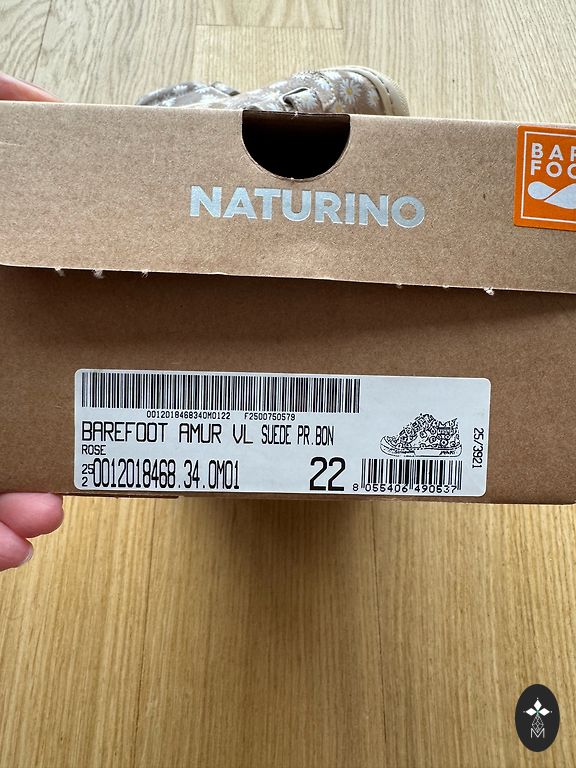 NATURINO
BAR
FOO
0012018468340M0122 F2500750579
BAREFOOT AMUR VL SUEDE PR.BON
ROSE
25
2
0012018468.34.0M01
22
8 055406 490537
25/3921
M